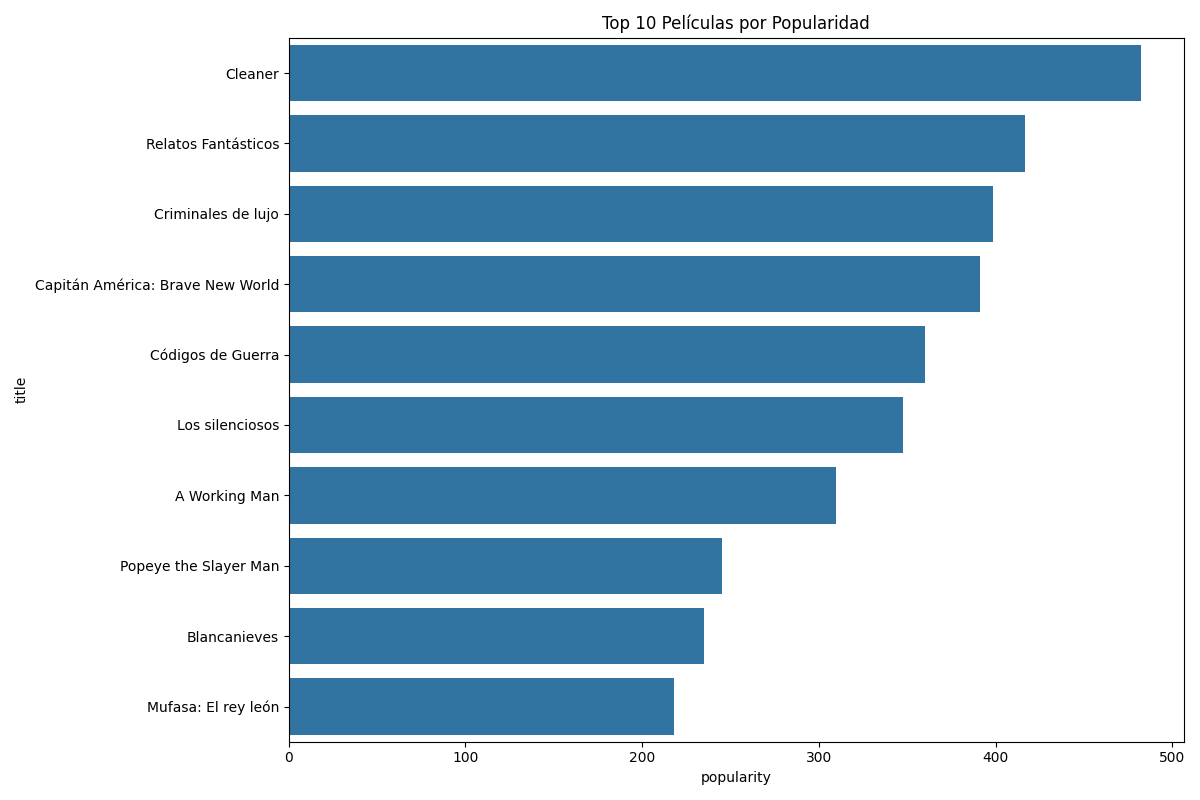 Top 10 Películas por Popularidad
Cleaner
Relatos Fantásticos
Criminales de lujo
Capitán América: Brave New World
Códigos de Guerra
Los silenciosos
A Working Man
Popeye the Slayer Man
Blancanieves
Mufasa: El rey león
title
0 100 200 300 400 500
popularity